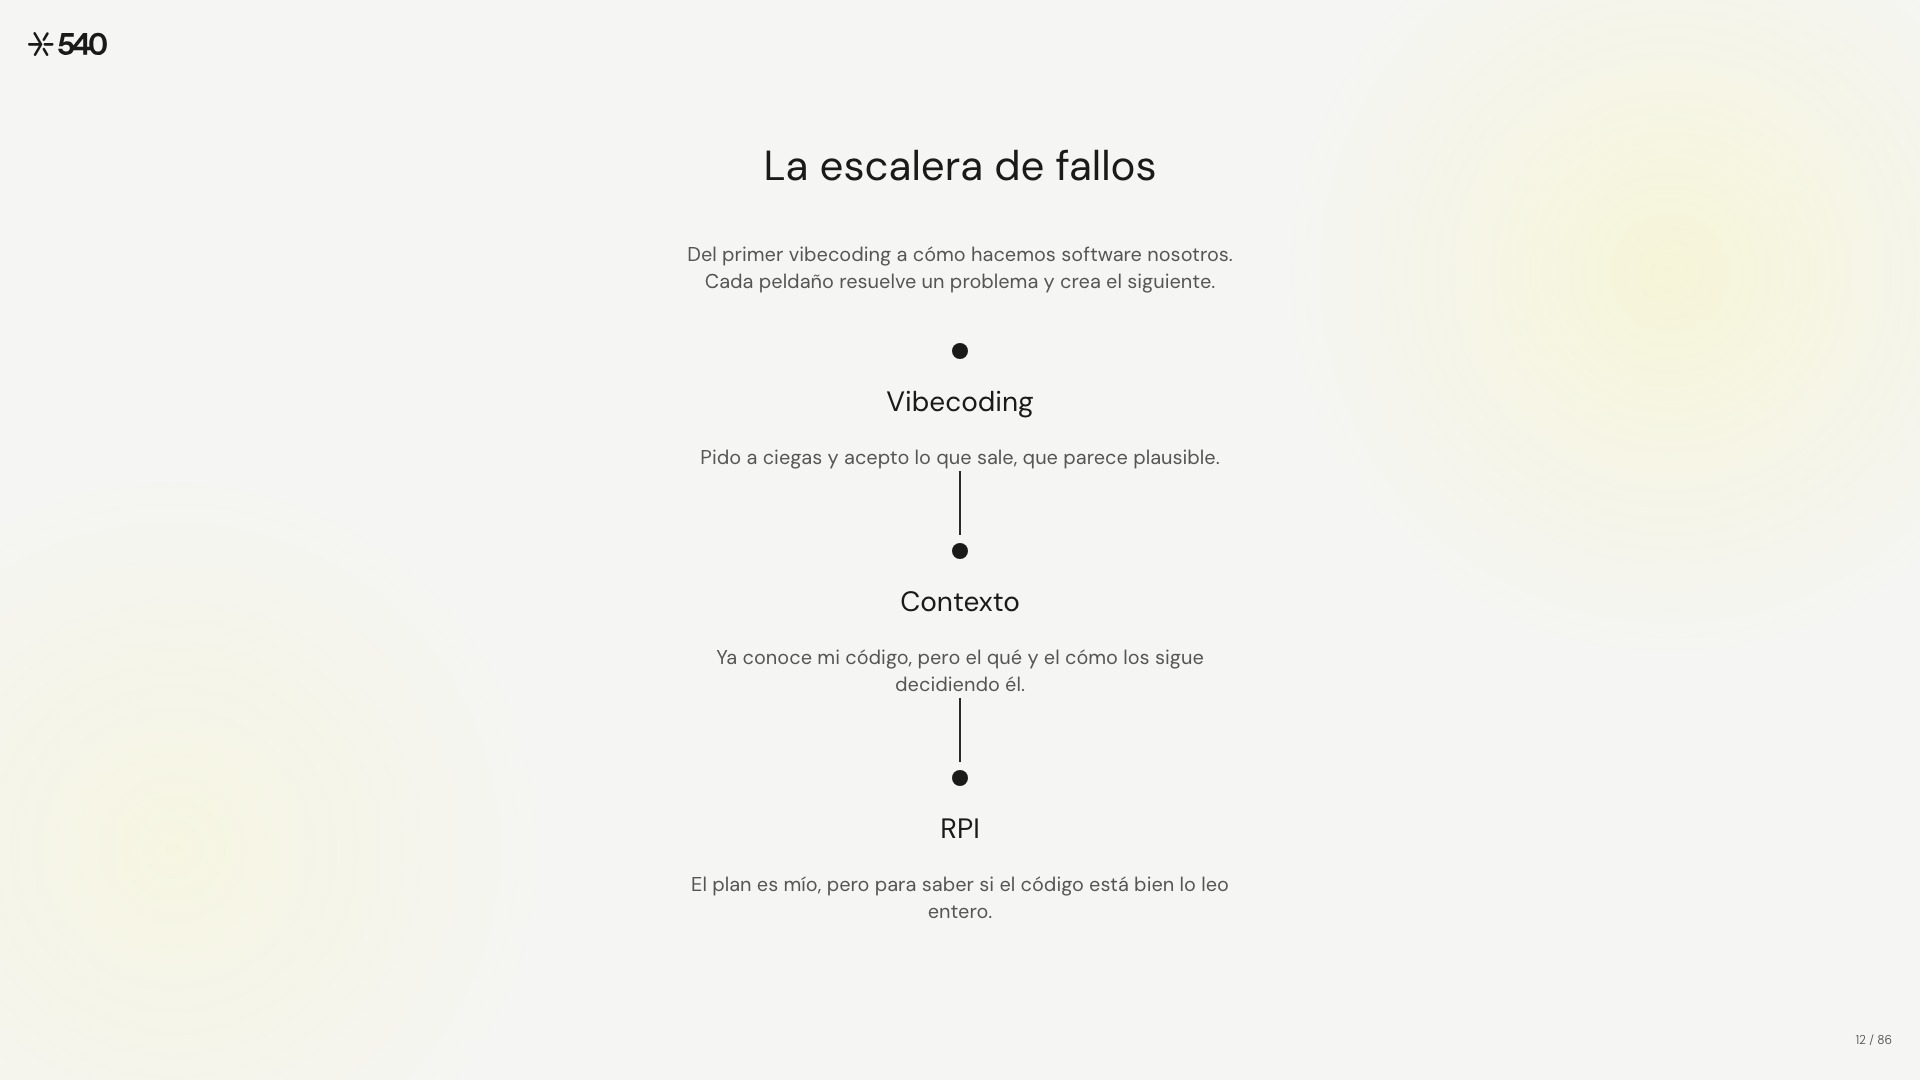 540
La escalera de fallos
Del primer vibecoding a cómo hacemos software nosotros.
Cada peldaño resuelve un problema y crea el siguiente.
Vibecoding
Pido a ciegas y acepto lo que sale, que parece plausible.
Contexto
Ya conoce mi código, pero el qué y el cómo los sigue
decidiendo él.
RPI
El plan es mío, pero para saber si el código está bien lo leo
entero.
12 / 86